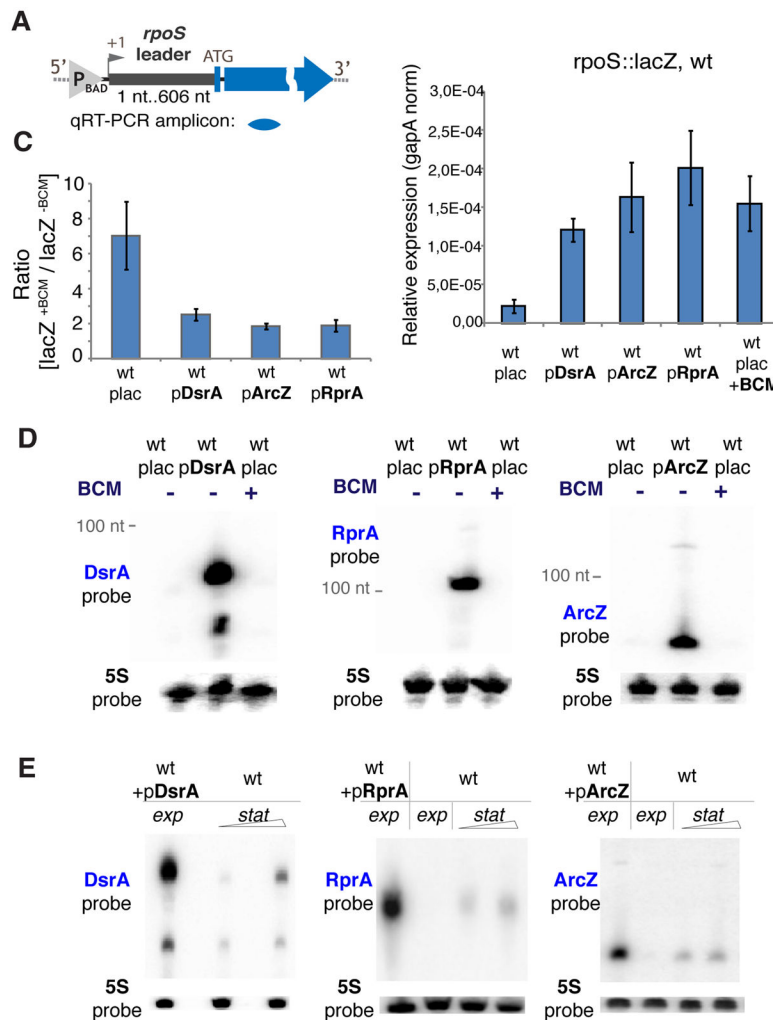 A
+1
rpoS
leader
ATG
5’
3’
P
BAD
1 nt..606 nt
qRT-PCR amplicon:
rpoS::lacZ, wt
Relative expression (gapA norm)
3,0E-04
2,5E-04
2,0E-04
1,5E-04
1,0E-04
5,0E-05
0,00
wt
plac
wt
pDsrA
wt
pArcZ
wt
pRprA
wt
plac
+BCM
C
Ratio
[lacZ +BCM / lacZ -BCM]
10
8
6
4
2
0
wt
plac
wt
pDsrA
wt
pArcZ
wt
pRprA
D
wt wt wt
plac pDsrA plac
BCM - - +
100 nt
DsrA
probe
5S
probe
wt wt wt
plac pRprA plac
BCM - - +
RprA
probe
100 nt
5S
probe
wt wt wt
plac pArcZ plac
BCM - - +
100 nt
ArcZ
probe
5S
probe
E
wt
+pDsrA
wt
exp stat
DsrA
probe
5S
probe
wt
+pRprA
wt
exp exp stat
RprA
probe
5S
probe
wt
+pArcZ
wt
exp exp stat
ArcZ
probe
5S
probe